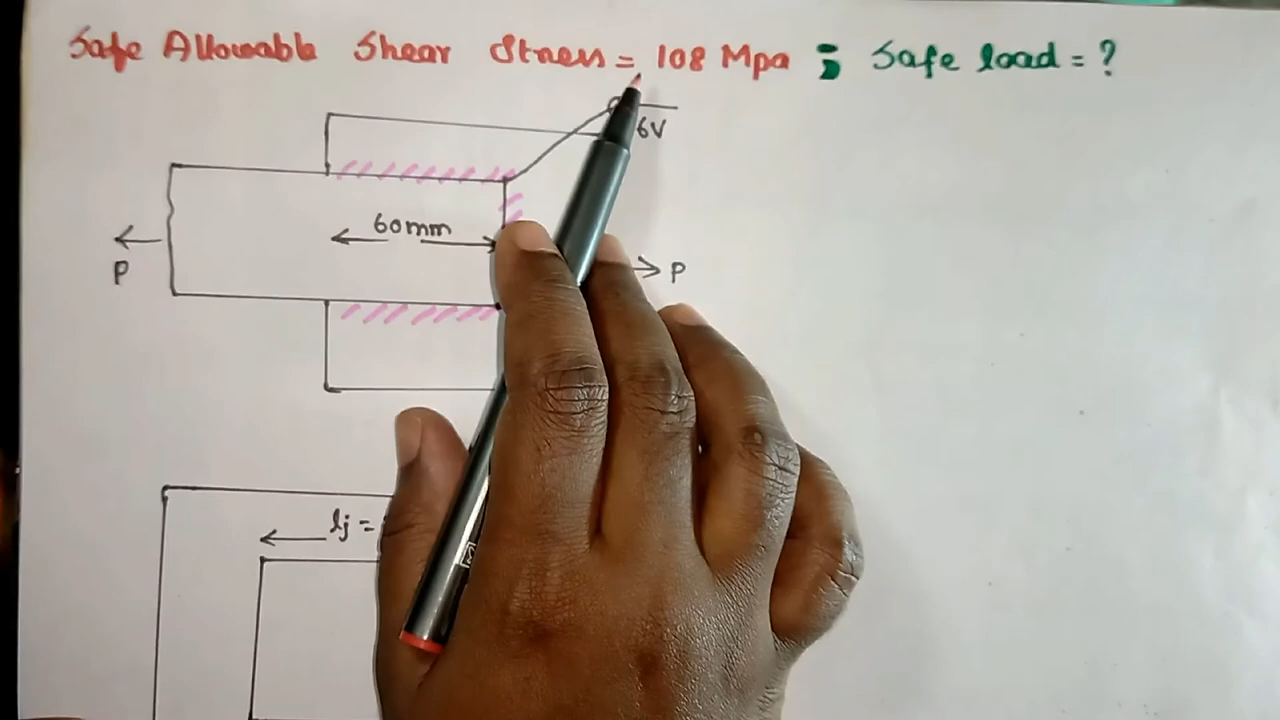 Safe Allowable Shear Stress = 108 Mpa ; Safe load = ?
6V
60mm
P
P
lj =